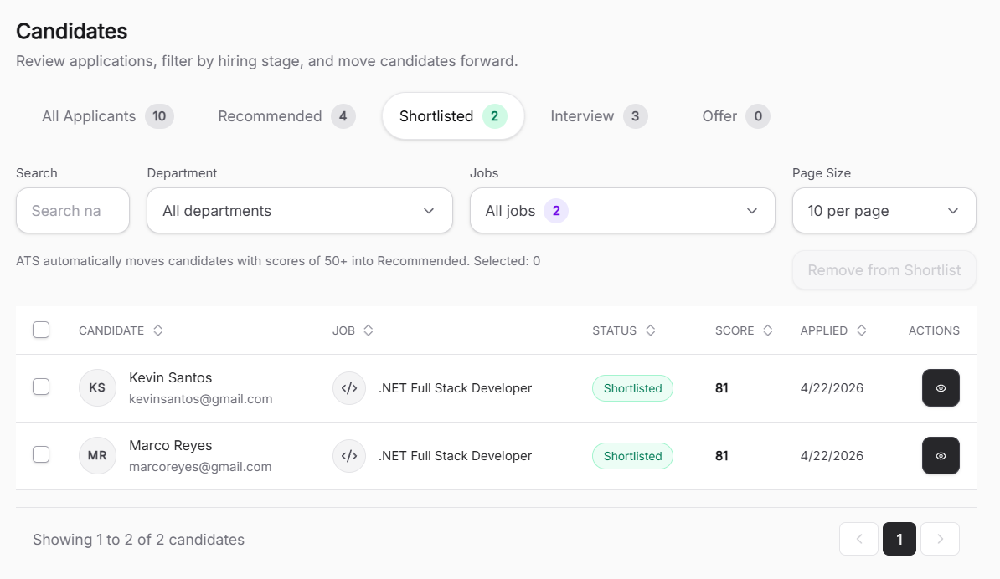 Candidates
Review applications, filter by hiring stage, and move candidates forward.
All Applicants 10 Recommended 4 Shortlisted 2 Interview 3 Offer 0
Search Department Jobs Page Size
Search na All departments All jobs 2 10 per page
ATS automatically moves candidates with scores of 50+ into Recommended. Selected: 0
Remove from Shortlist
CANDIDATE JOB STATUS SCORE APPLIED ACTIONS
KS Kevin Santos </> .NET Full Stack Developer Shortlisted 81 4/22/2026
kevinsantos@gmail.com
MR Marco Reyes </> .NET Full Stack Developer Shortlisted 81 4/22/2026
marcoreyes@gmail.com
Showing 1 to 2 of 2 candidates 1